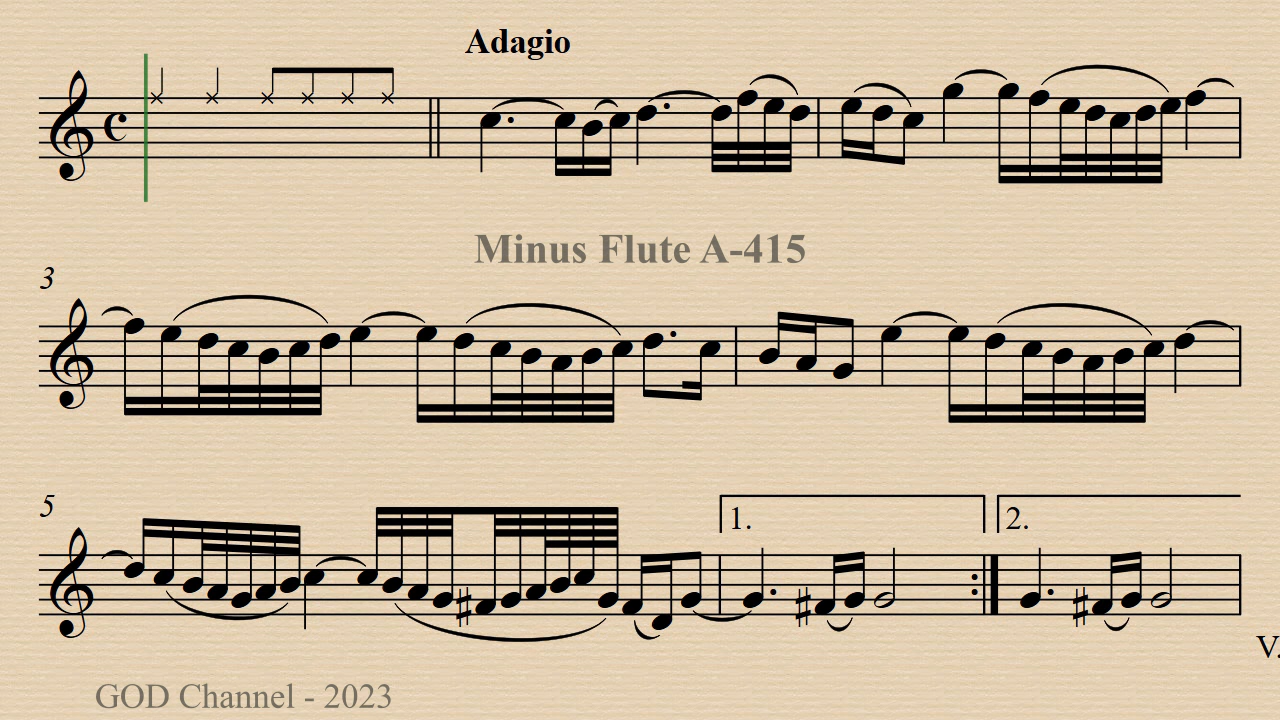 Adagio
Minus Flute A-415
3
5
1.
2.
V.
GOD Channel - 2023